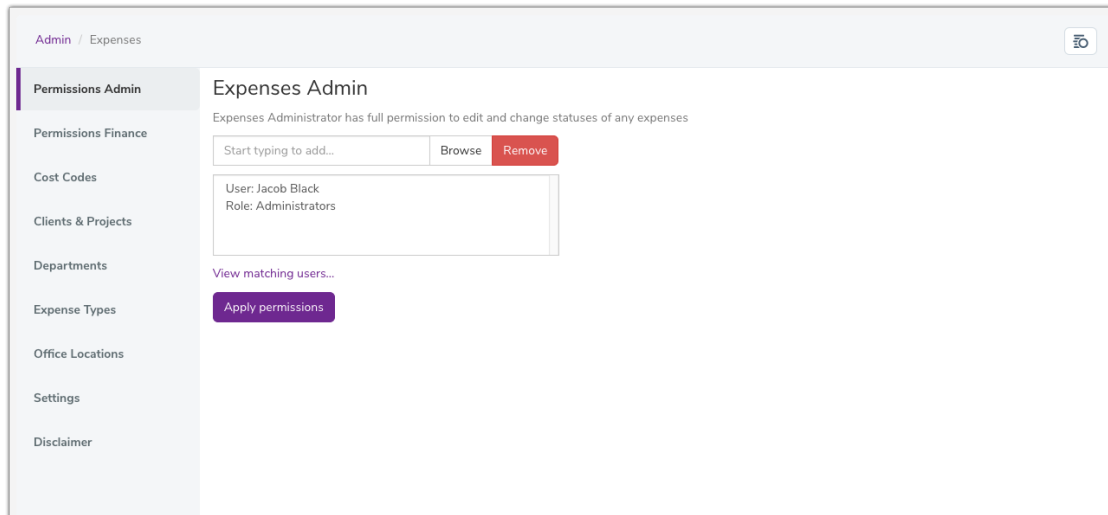 Admin / Expenses
Permissions Admin
Permissions Finance
Cost Codes
Clients & Projects
Departments
Expense Types
Office Locations
Settings
Disclaimer
Expenses Admin
Expenses Administrator has full permission to edit and change statuses of any expenses
Start typing to add... Browse Remove
User: Jacob Black
Role: Administrators
View matching users...
Apply permissions